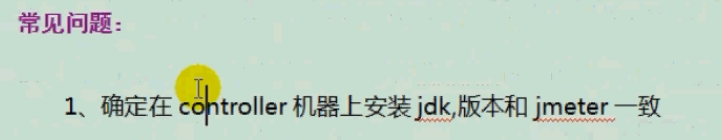 常见问题：
1、确定在 controller 机器上安装 jdk,版本和 jmeter 一致